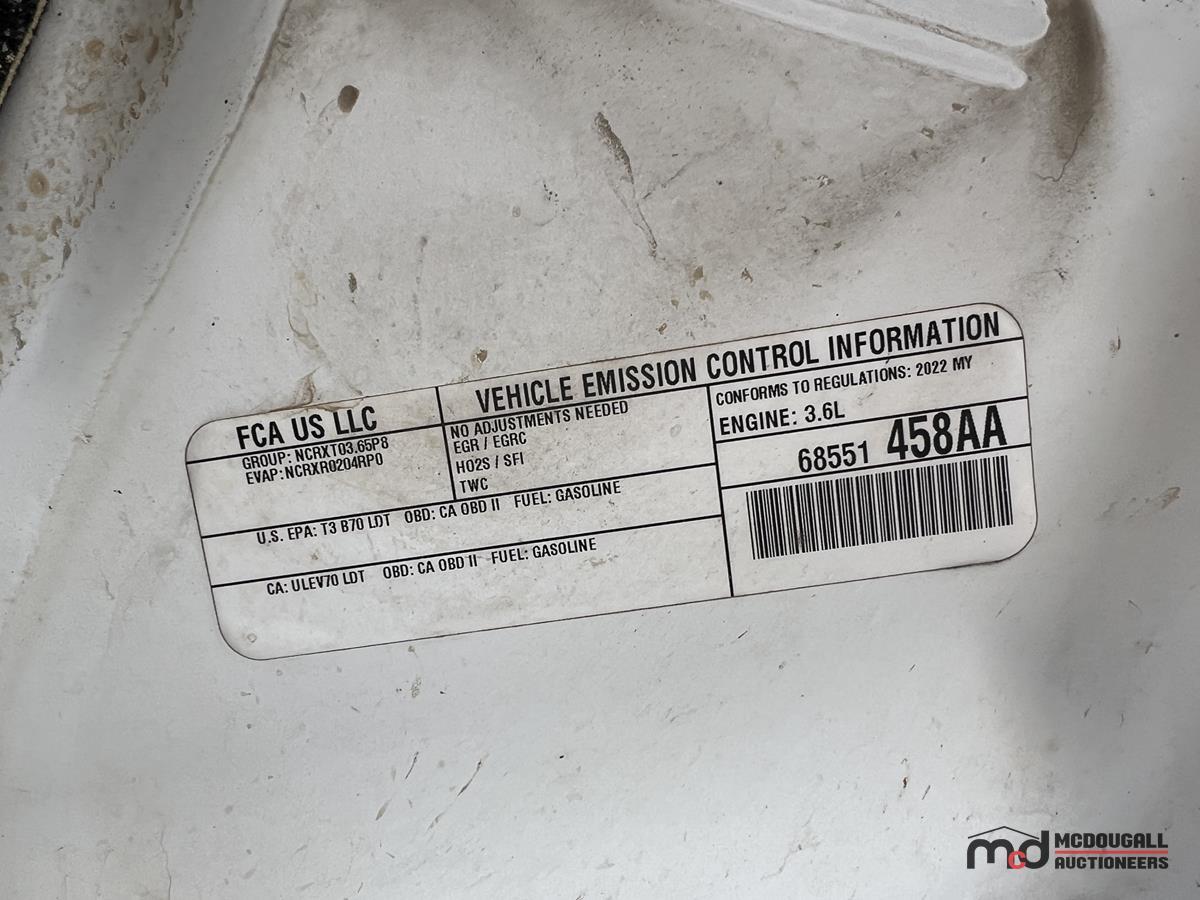 VEHICLE EMISSION CONTROL INFORMATION
FCA US LLC
GROUP: NCRXT03.65P8
EVAP: NCRXR0204RP0
NO ADJUSTMENTS NEEDED
EGR / EGRC
HO2S / SFI
TWC
CONFORMS TO REGULATIONS: 2022 MY
ENGINE: 3.6L
68551 458AA
U.S. EPA: T3 B70 LDT OBD: CA OBD II FUEL: GASOLINE
CA: ULEV70 LDT OBD: CA OBD II FUEL: GASOLINE
mcd MCDOUGALL
AUCTIONEERS